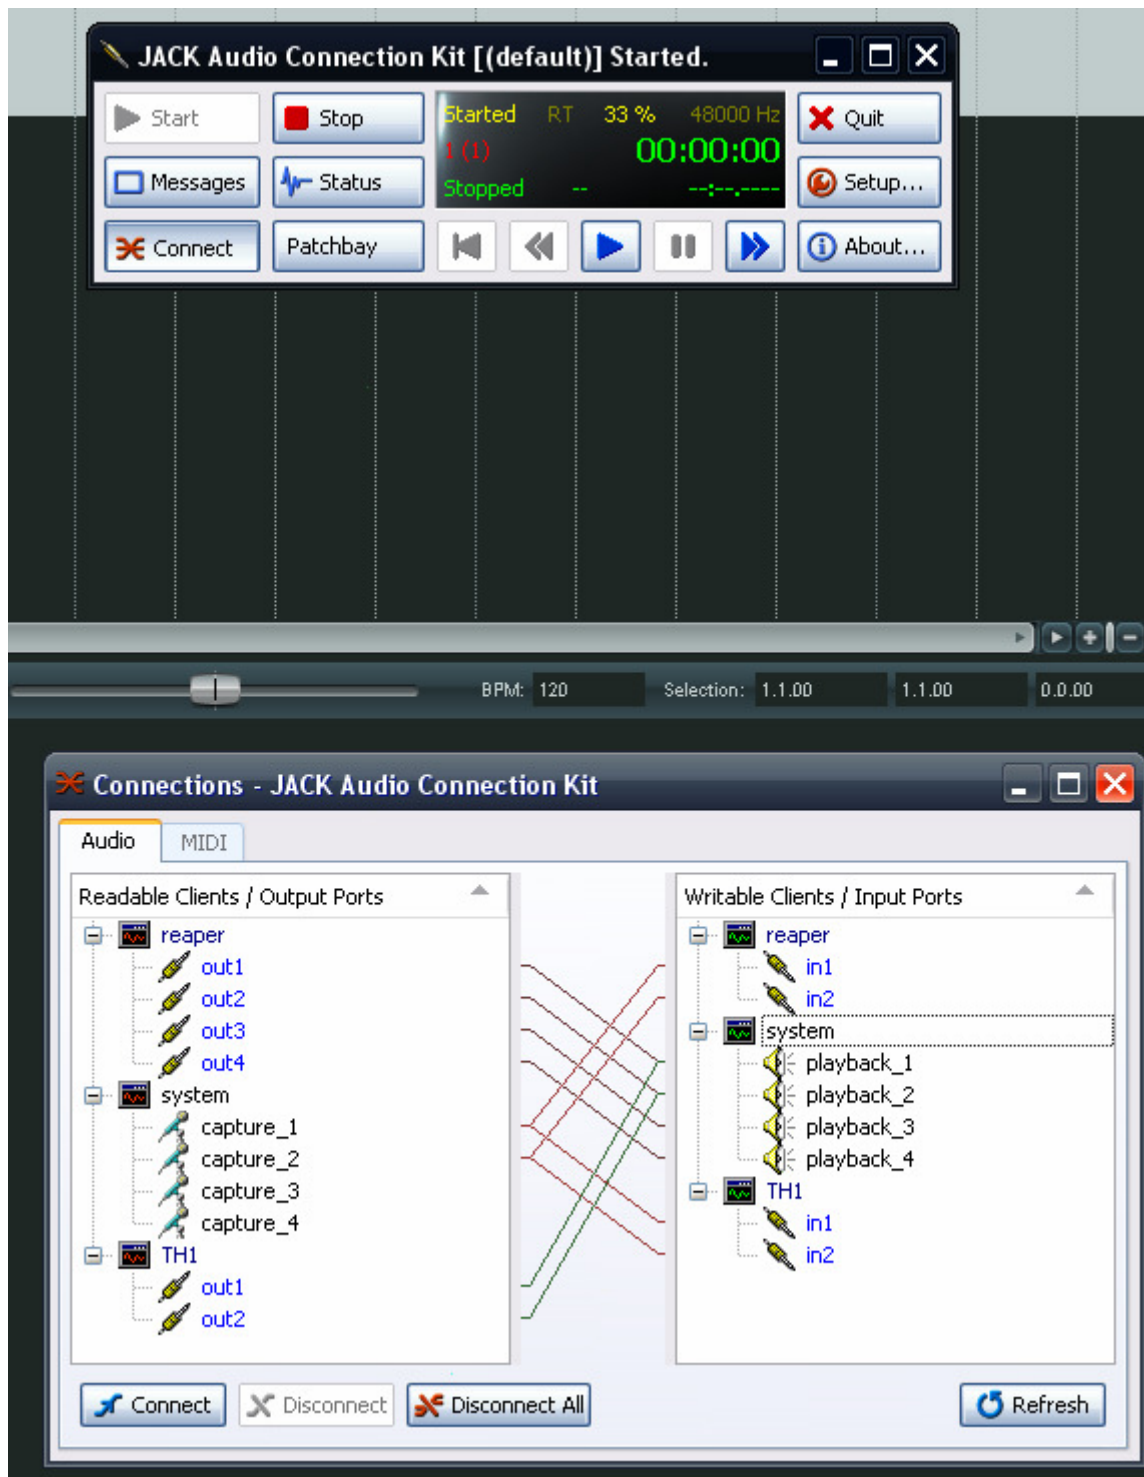 JACK Audio Connection Kit [(default)] Started.
Start
Stop
Started RT 33 % 48000 Hz
Quit
1 (1) 00:00:00
Messages
Status
Stopped -- --:--.----
Setup...
Connect
Patchbay
About...
BPM: 120 Selection: 1.1.00 1.1.00 0.0.00
Connections - JACK Audio Connection Kit
Audio MIDI
Readable Clients / Output Ports
reaper
out1
out2
out3
out4
system
capture_1
capture_2
capture_3
capture_4
TH1
out1
out2
Writable Clients / Input Ports
reaper
in1
in2
system
playback_1
playback_2
playback_3
playback_4
TH1
in1
in2
Connect Disconnect Disconnect All Refresh